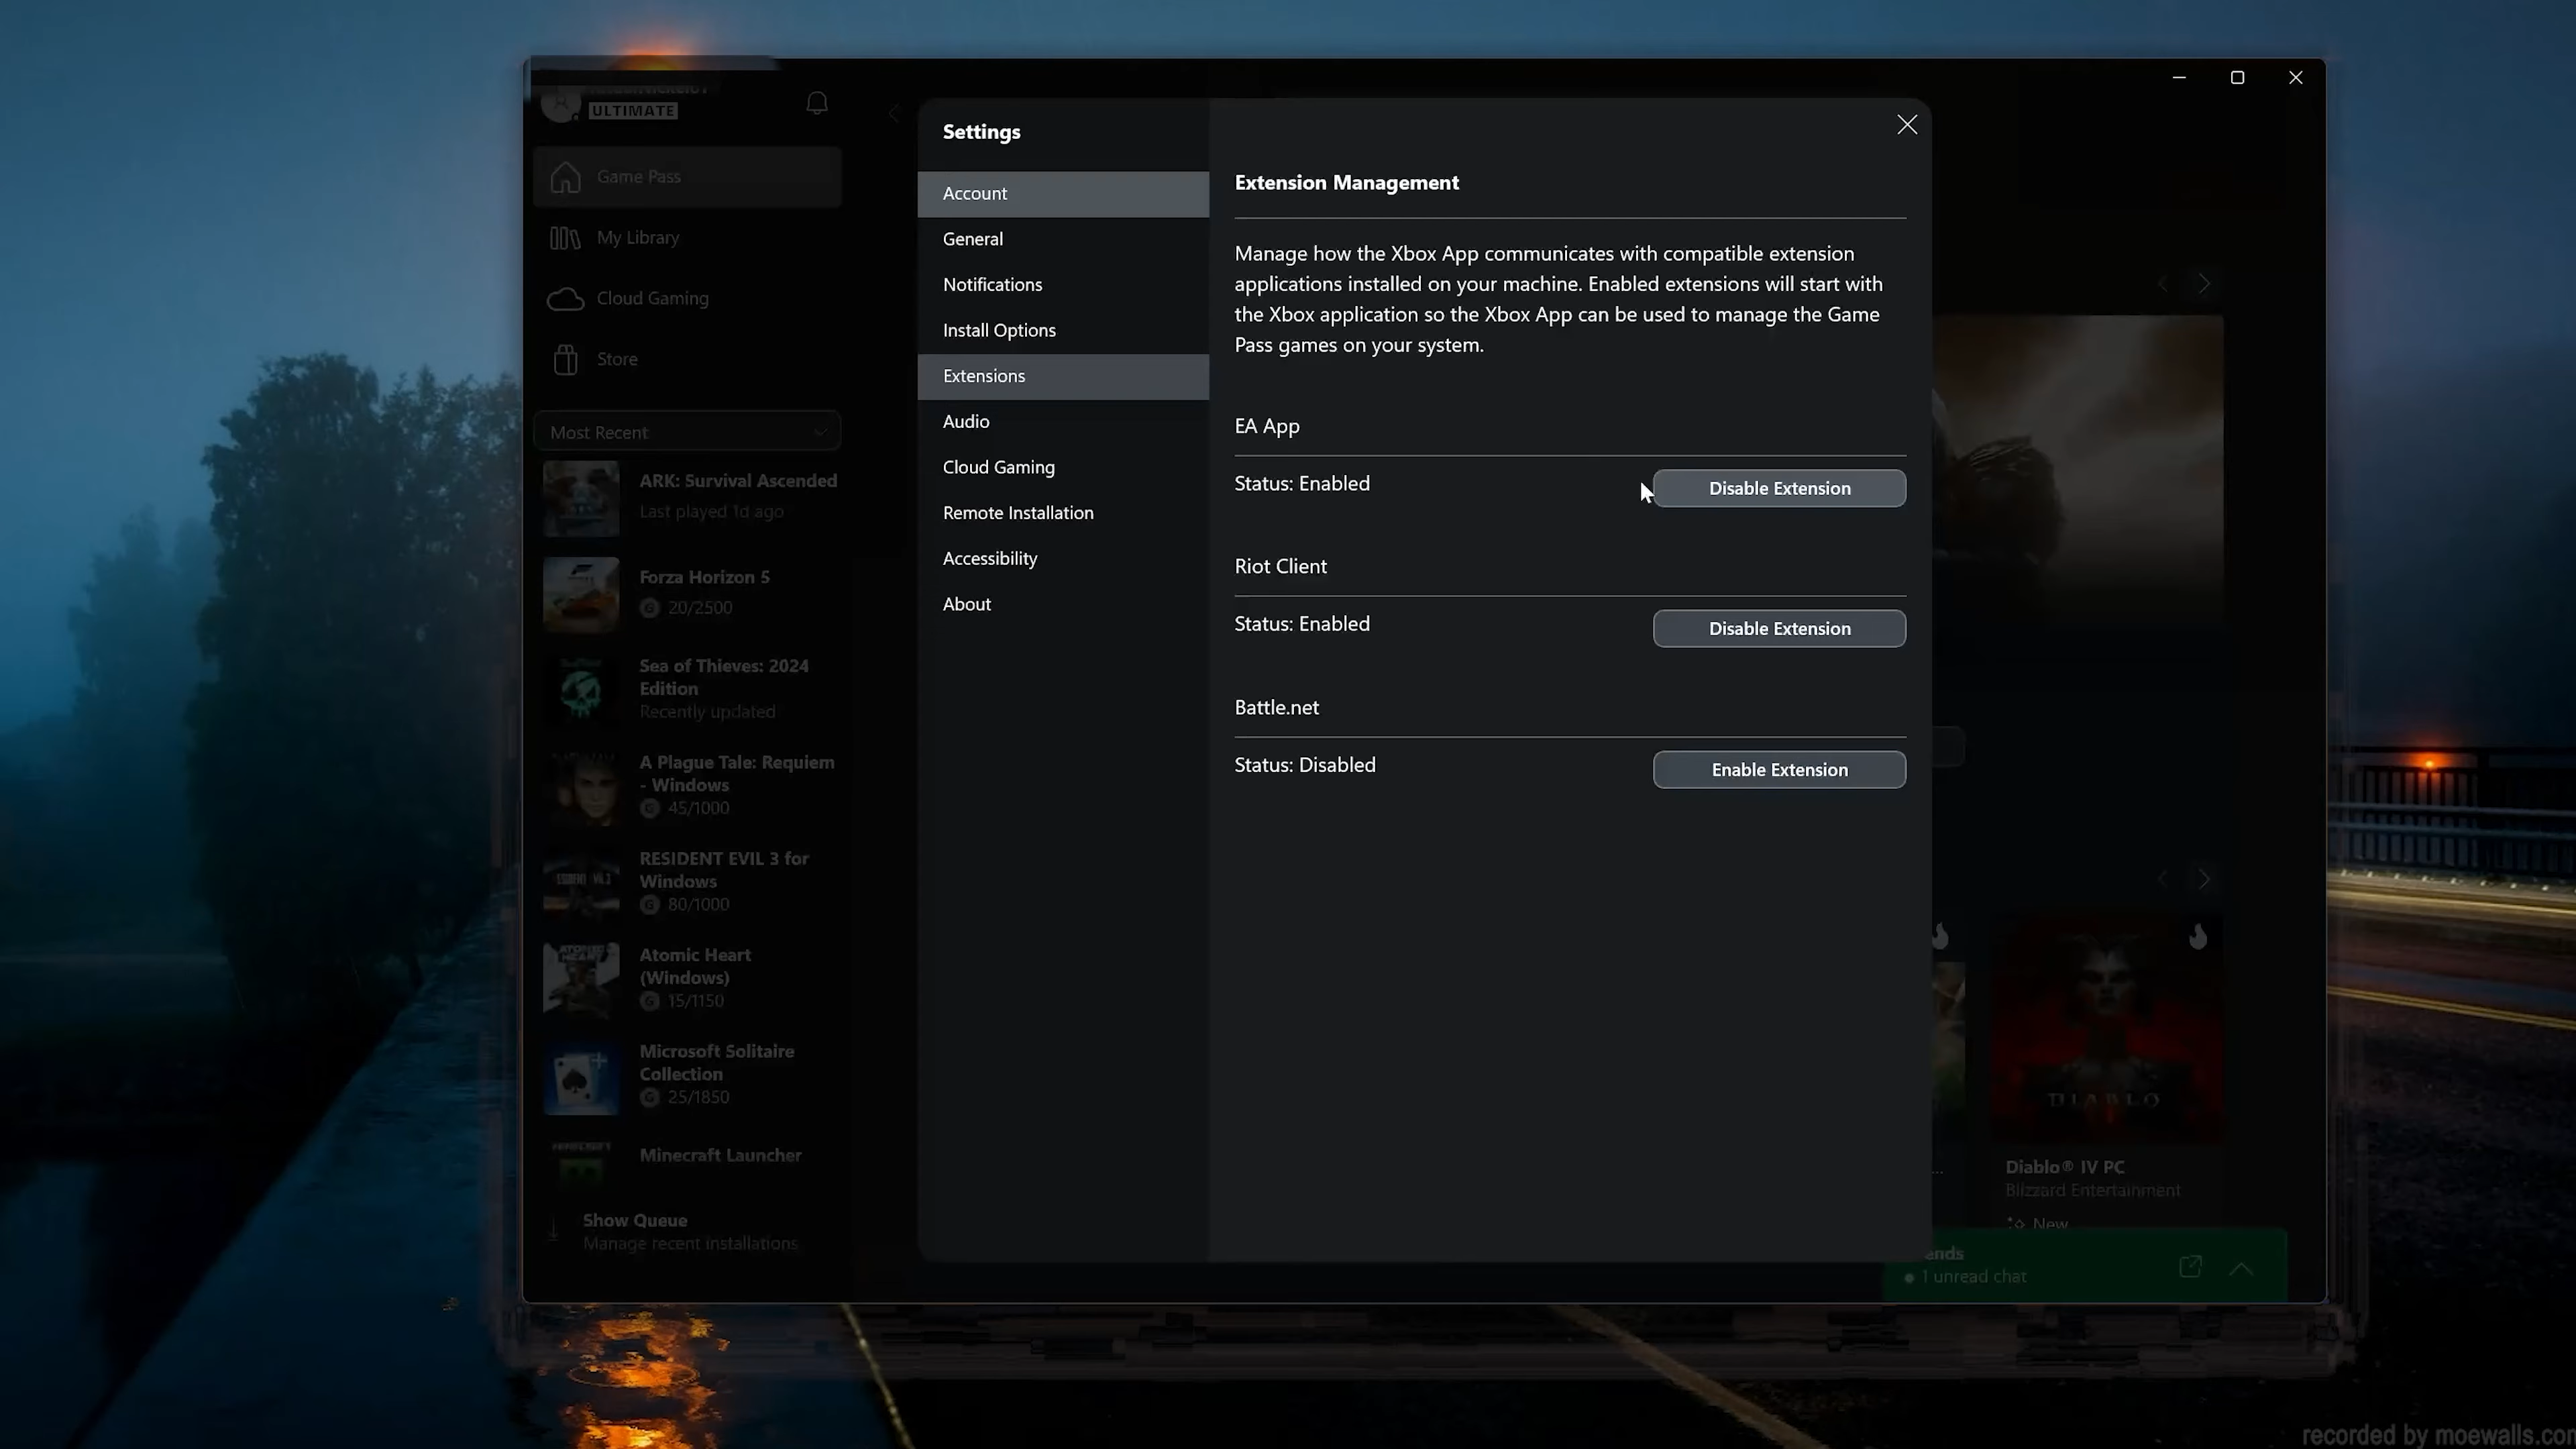 ULTIMATE
Game Pass
My Library
Cloud Gaming
Store
Most Recent
ARK: Survival Ascended
Last played 1d ago
Forza Horizon 5
20/2500
Sea of Thieves: 2024
Edition
Recently updated
A Plague Tale: Requiem
- Windows
45/1000
RESIDENT EVIL 3 for
Windows
80/1000
Atomic Heart
(Windows)
15/1150
Microsoft Solitaire
Collection
25/1850
Minecraft Launcher
Show Queue
Manage recent installations
Settings
Account
General
Notifications
Install Options
Extensions
Audio
Cloud Gaming
Remote Installation
Accessibility
About
Extension Management
Manage how the Xbox App communicates with compatible extension
applications installed on your machine. Enabled extensions will start with
the Xbox application so the Xbox App can be used to manage the Game
Pass games on your system.
EA App
Status: Enabled
Disable Extension
Riot Client
Status: Enabled
Disable Extension
Battle.net
Status: Disabled
Enable Extension
DIABLO
...
Diablo® IV PC
Blizzard Entertainment
New
ends
1 unread chat
recorded by moewalls.com